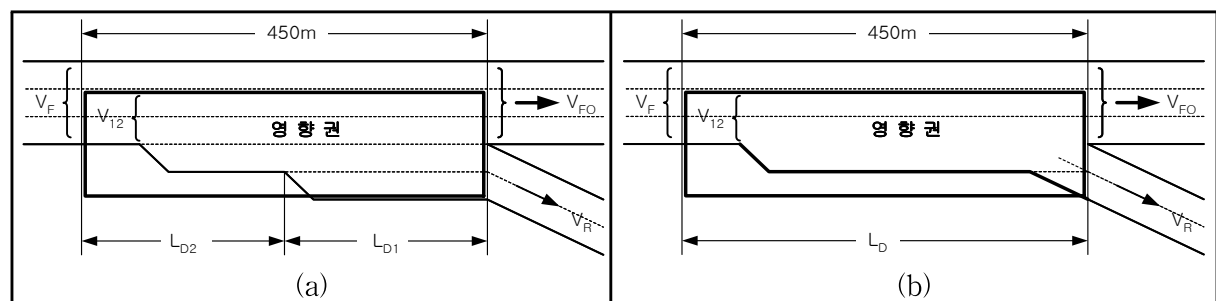 450m
V_F
V_12
영 향 권
V_FO
V_R
L_D2
L_D1
(a)
450m
V_F
V_12
영 향 권
V_FO
V_R
L_D
(b)